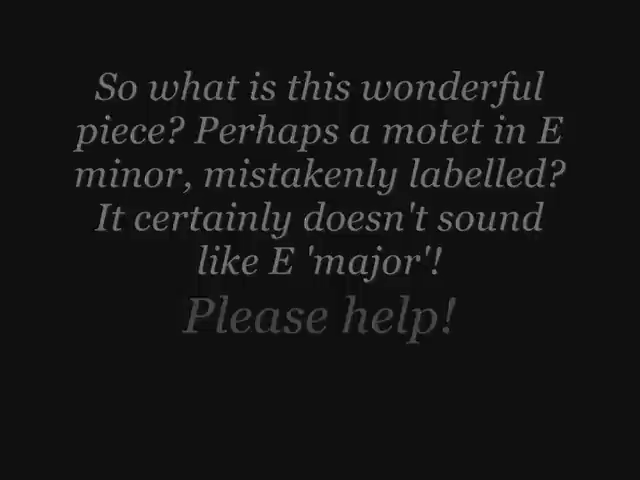 So what is this wonderful
piece? Perhaps a motet in E
minor, mistakenly labelled?
It certainly doesn't sound
like E 'major'!
Please help!